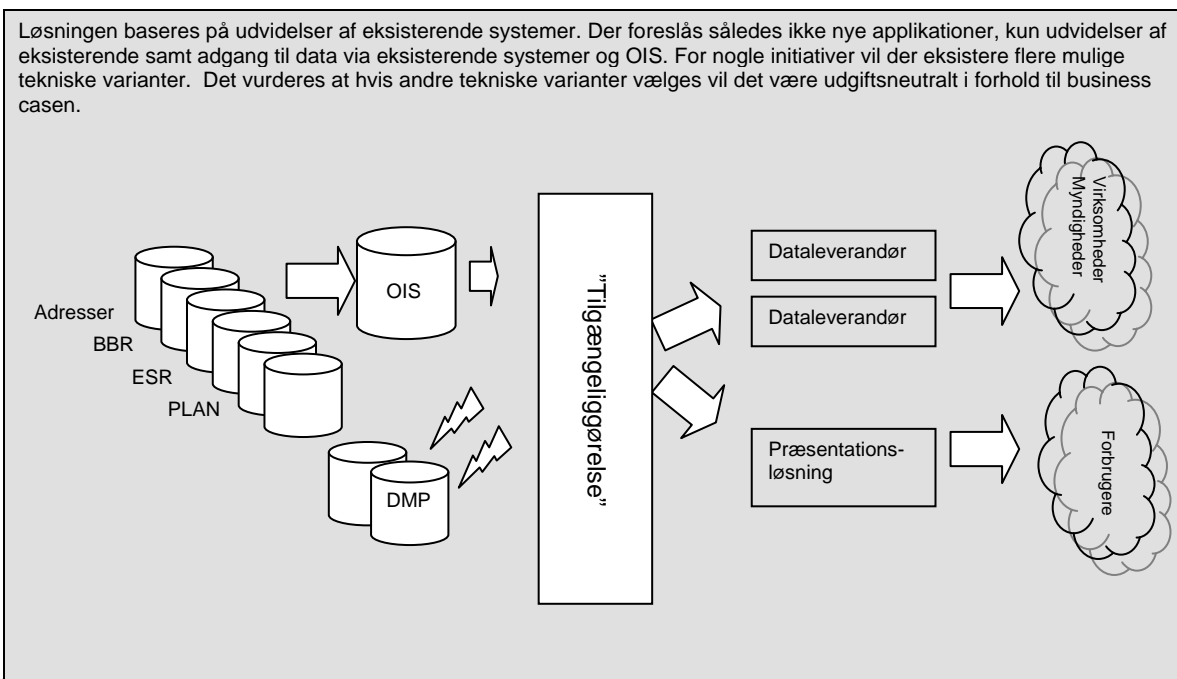 Løsningen baseres på udvidelser af eksisterende systemer. Der foreslås således ikke nye applikationer, kun udvidelser af
eksisterende samt adgang til data via eksisterende systemer og OIS. For nogle initiativer vil der eksistere flere mulige
tekniske varianter.  Det vurderes at hvis andre tekniske varianter vælges vil det være udgiftsneutralt i forhold til business
casen.
Adresser
BBR
ESR
PLAN
OIS
DMP
”Tilgængeliggørelse”
Dataleverandør
Dataleverandør
Præsentations-
løsning
Virksomheder
Myndigheder
Forbrugere